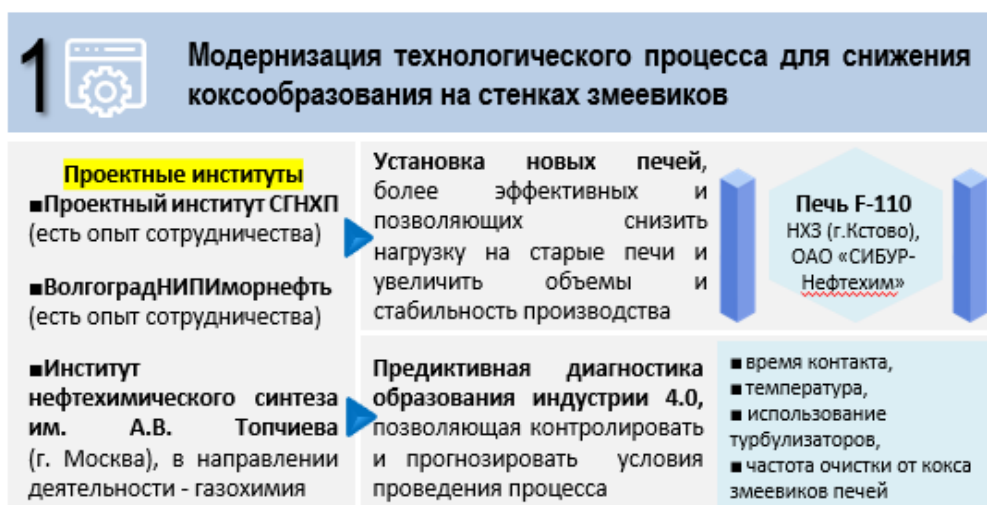 1
Модернизация технологического процесса для снижения
коксообразования на стенках змеевиков
Проектные институты
■Проектный институт СГНХП
(есть опыт сотрудничества)
■ВолгоградНИПИморнефть
(есть опыт сотрудничества)
■Институт
нефтехимического синтеза
им. А.В. Топчиева
(г. Москва), в направлении
деятельности - газохимия
Установка новых печей,
более эффективных и
позволяющих снизить
нагрузку на старые печи и
увеличить объемы и
стабильность производства
Печь F-110
НХЗ (г.Кстово),
ОАО «СИБУР-
Нефтехим»
Предиктивная диагностика
образования индустрии 4.0,
позволяющая контролировать
и прогнозировать условия
проведения процесса
■ время контакта,
■ температура,
■ использование
турбулизаторов,
■ частота очистки от кокса
змеевиков печей